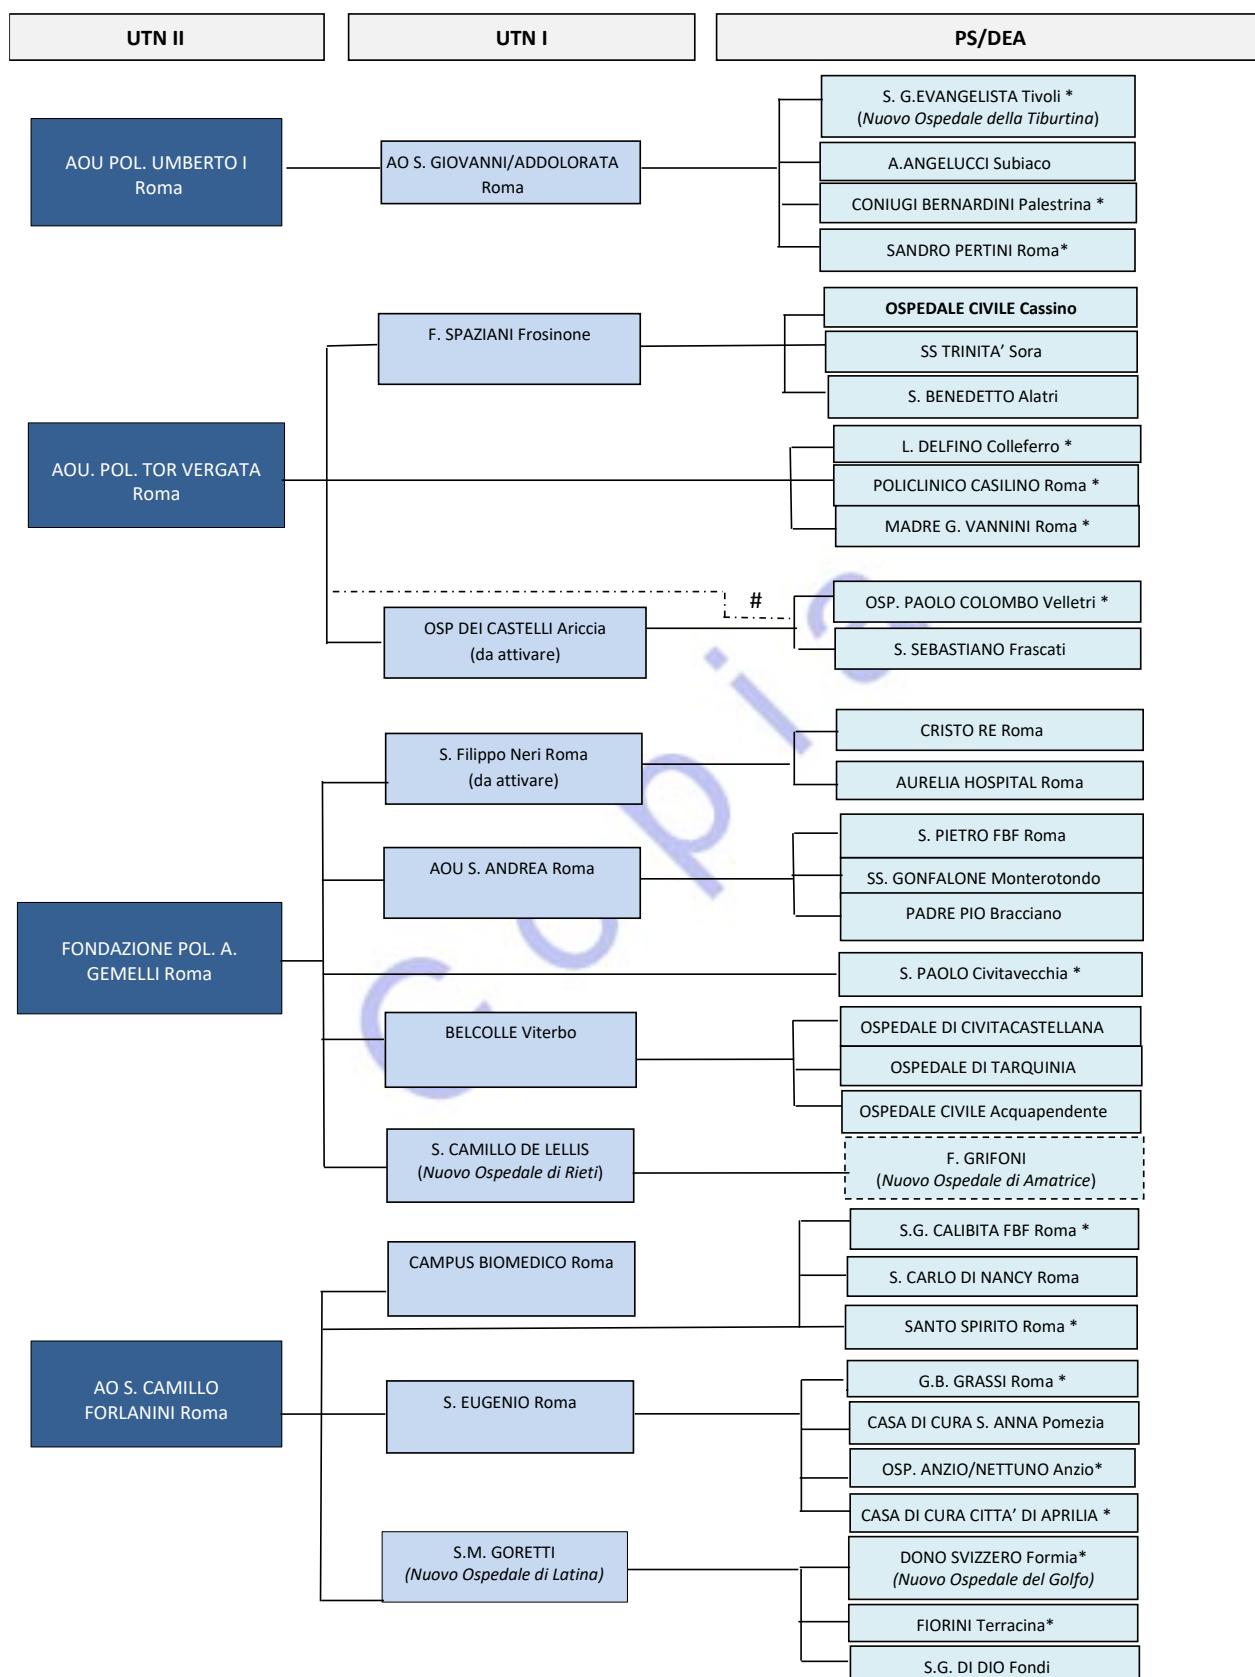 UTN II
UTN I
PS/DEA
AOU POL. UMBERTO I
Roma
AO S. GIOVANNI/ADDOLORATA
Roma
S. G.EVANGELISTA Tivoli *
(Nuovo Ospedale della Tiburtina)
A.ANGELUCCI Subiaco
CONIUGI BERNARDINI Palestrina *
SANDRO PERTINI Roma*
AOU. POL. TOR VERGATA
Roma
F. SPAZIANI Frosinone
OSPEDALE CIVILE Cassino
SS TRINITA’ Sora
S. BENEDETTO Alatri
L. DELFINO Colleferro *
POLICLINICO CASILINO Roma *
MADRE G. VANNINI Roma *
#
OSP DEI CASTELLI Ariccia
(da attivare)
OSP. PAOLO COLOMBO Velletri *
S. SEBASTIANO Frascati
FONDAZIONE POL. A.
GEMELLI Roma
S. Filippo Neri Roma
(da attivare)
CRISTO RE Roma
AURELIA HOSPITAL Roma
AOU S. ANDREA Roma
S. PIETRO FBF Roma
SS. GONFALONE Monterotondo
PADRE PIO Bracciano
S. PAOLO Civitavecchia *
BELCOLLE Viterbo
OSPEDALE DI CIVITACASTELLANA
OSPEDALE DI TARQUINIA
OSPEDALE CIVILE Acquapendente
S. CAMILLO DE LELLIS
(Nuovo Ospedale di Rieti)
F. GRIFONI
(Nuovo Ospedale di Amatrice)
AO S. CAMILLO
FORLANINI Roma
CAMPUS BIOMEDICO Roma
S.G. CALIBITA FBF Roma *
S. CARLO DI NANCY Roma
SANTO SPIRITO Roma *
S. EUGENIO Roma
G.B. GRASSI Roma *
CASA DI CURA S. ANNA Pomezia
OSP. ANZIO/NETTUNO Anzio*
CASA DI CURA CITTA’ DI APRILIA *
S.M. GORETTI
(Nuovo Ospedale di Latina)
DONO SVIZZERO Formia*
(Nuovo Ospedale del Golfo)
FIORINI Terracina*
S.G. DI DIO Fondi
Copia